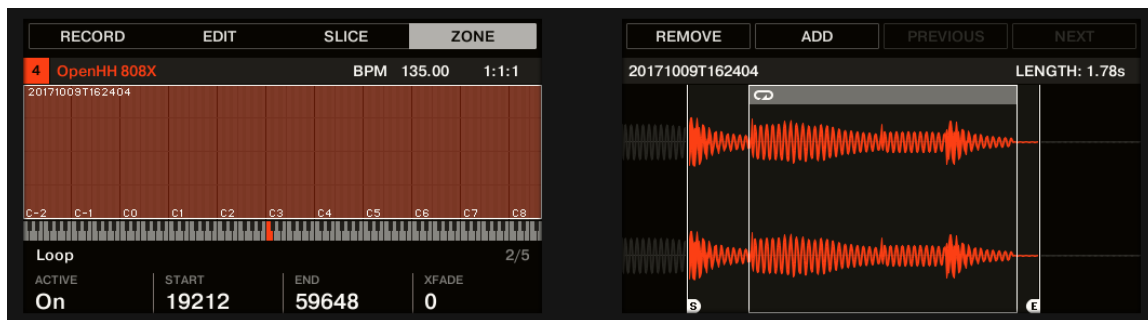 RECORD EDIT SLICE ZONE
4 OpenHH 808X BPM 135.00 1:1:1
20171009T162404
C-2 C-1 C0 C1 C2 C3 C4 C5 C6 C7 C8
Loop 2/5
ACTIVE START END XFADE
On 19212 59648 0
REMOVE ADD PREVIOUS NEXT
20171009T162404 LENGTH: 1.78s
S E